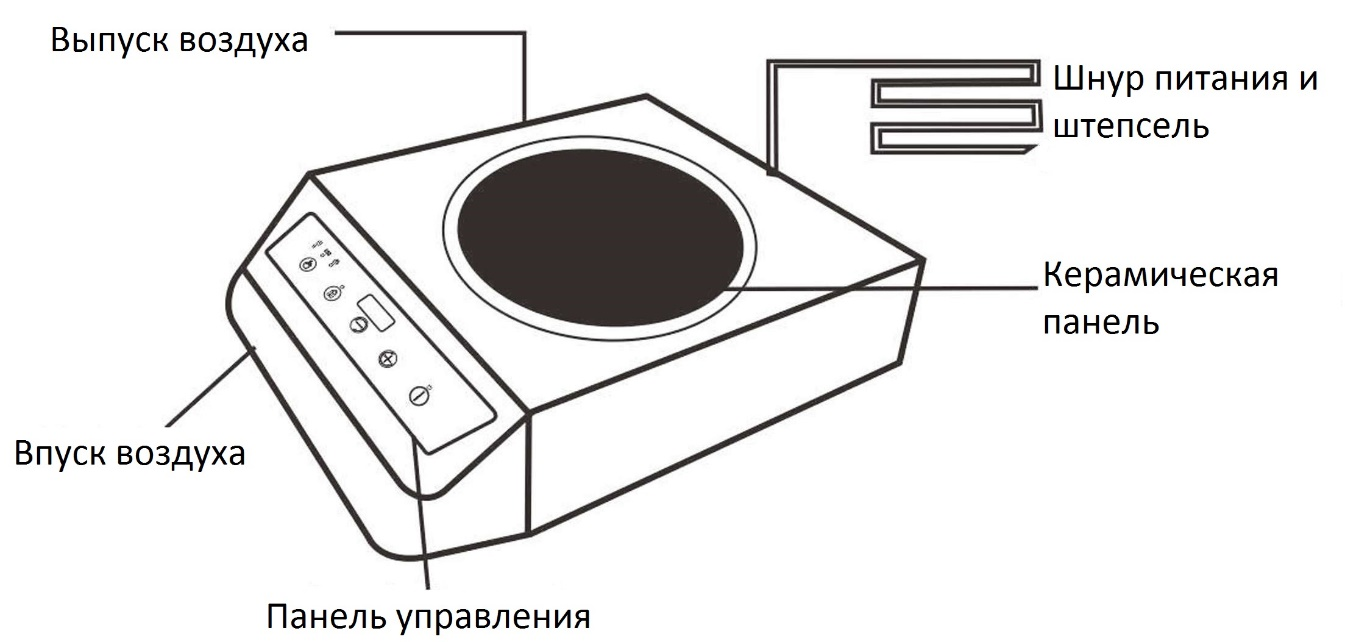 Выпуск воздуха
Шнур питания и
штепсель
Керамическая
панель
Впуск воздуха
Панель управления